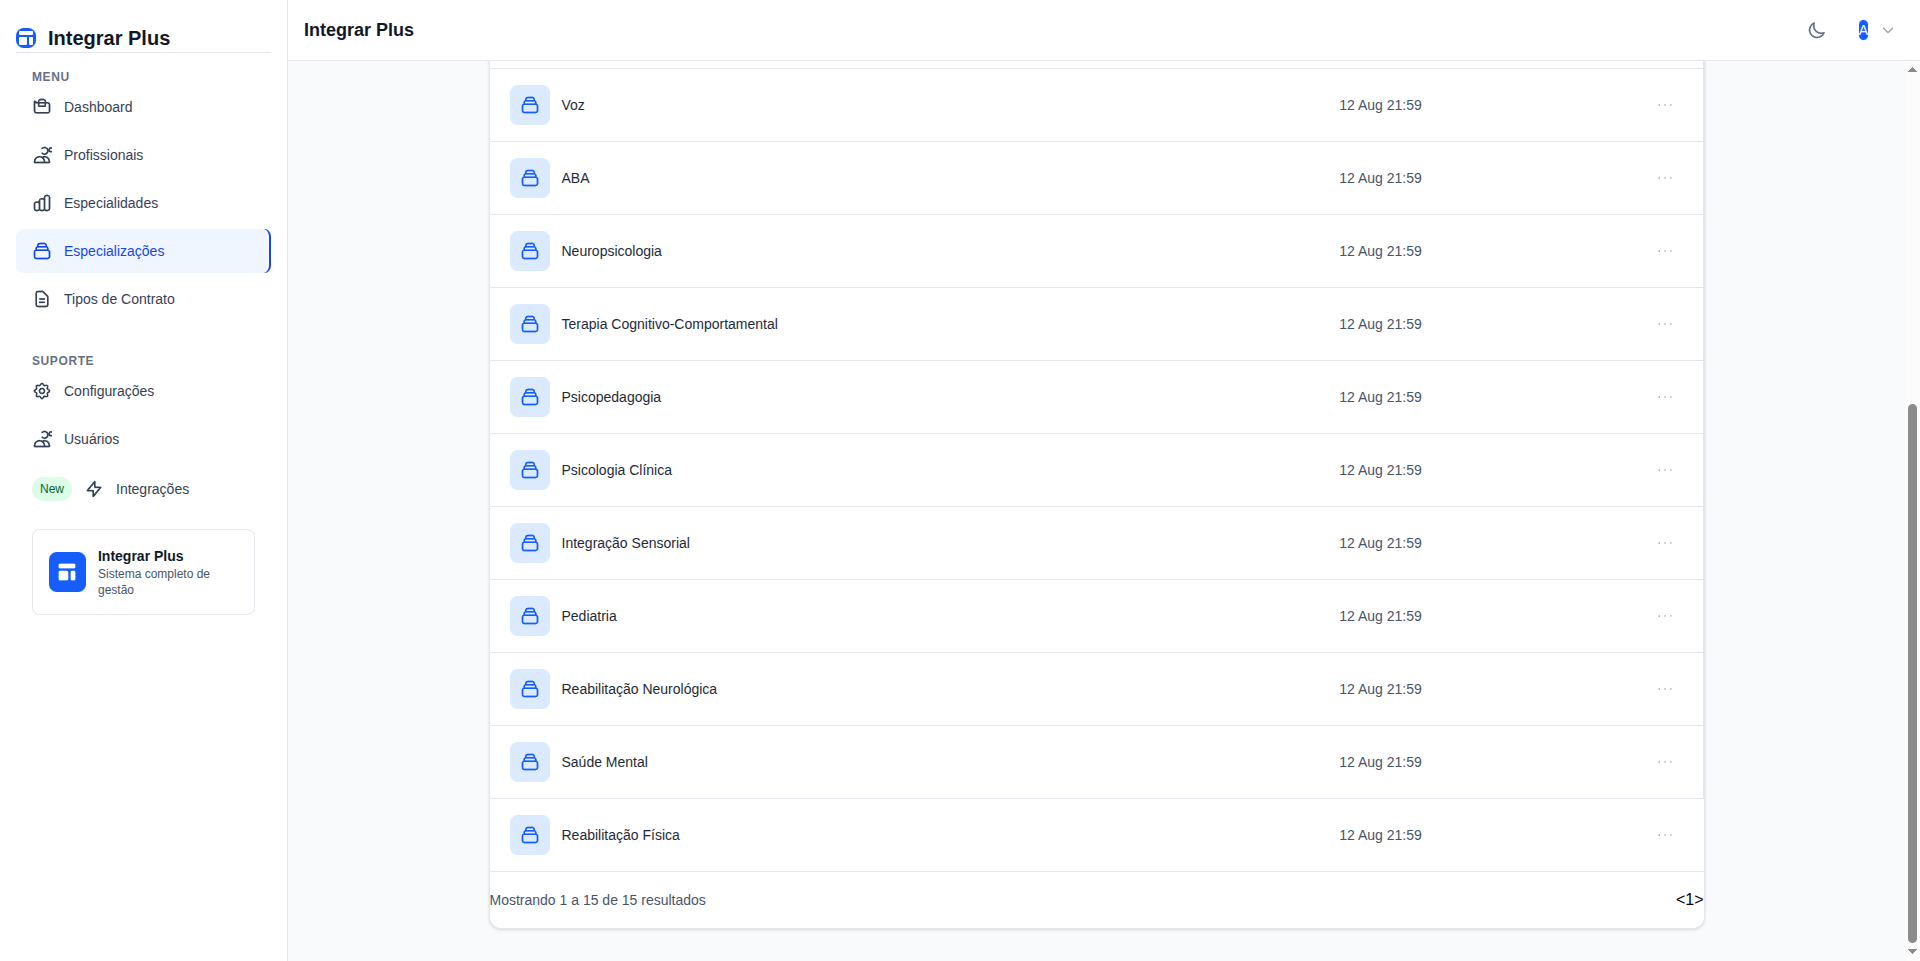 Integrar Plus
Integrar Plus
A
MENU
Dashboard
Profissionais
Especialidades
Especializações
Tipos de Contrato
SUPORTE
Configurações
Usuários
New Integrações
Integrar Plus
Sistema completo de
gestão
Voz 12 Aug 21:59 ...
ABA 12 Aug 21:59 ...
Neuropsicologia 12 Aug 21:59 ...
Terapia Cognitivo-Comportamental 12 Aug 21:59 ...
Psicopedagogia 12 Aug 21:59 ...
Psicologia Clínica 12 Aug 21:59 ...
Integração Sensorial 12 Aug 21:59 ...
Pediatria 12 Aug 21:59 ...
Reabilitação Neurológica 12 Aug 21:59 ...
Saúde Mental 12 Aug 21:59 ...
Reabilitação Física 12 Aug 21:59 ...
Mostrando 1 a 15 de 15 resultados <1>